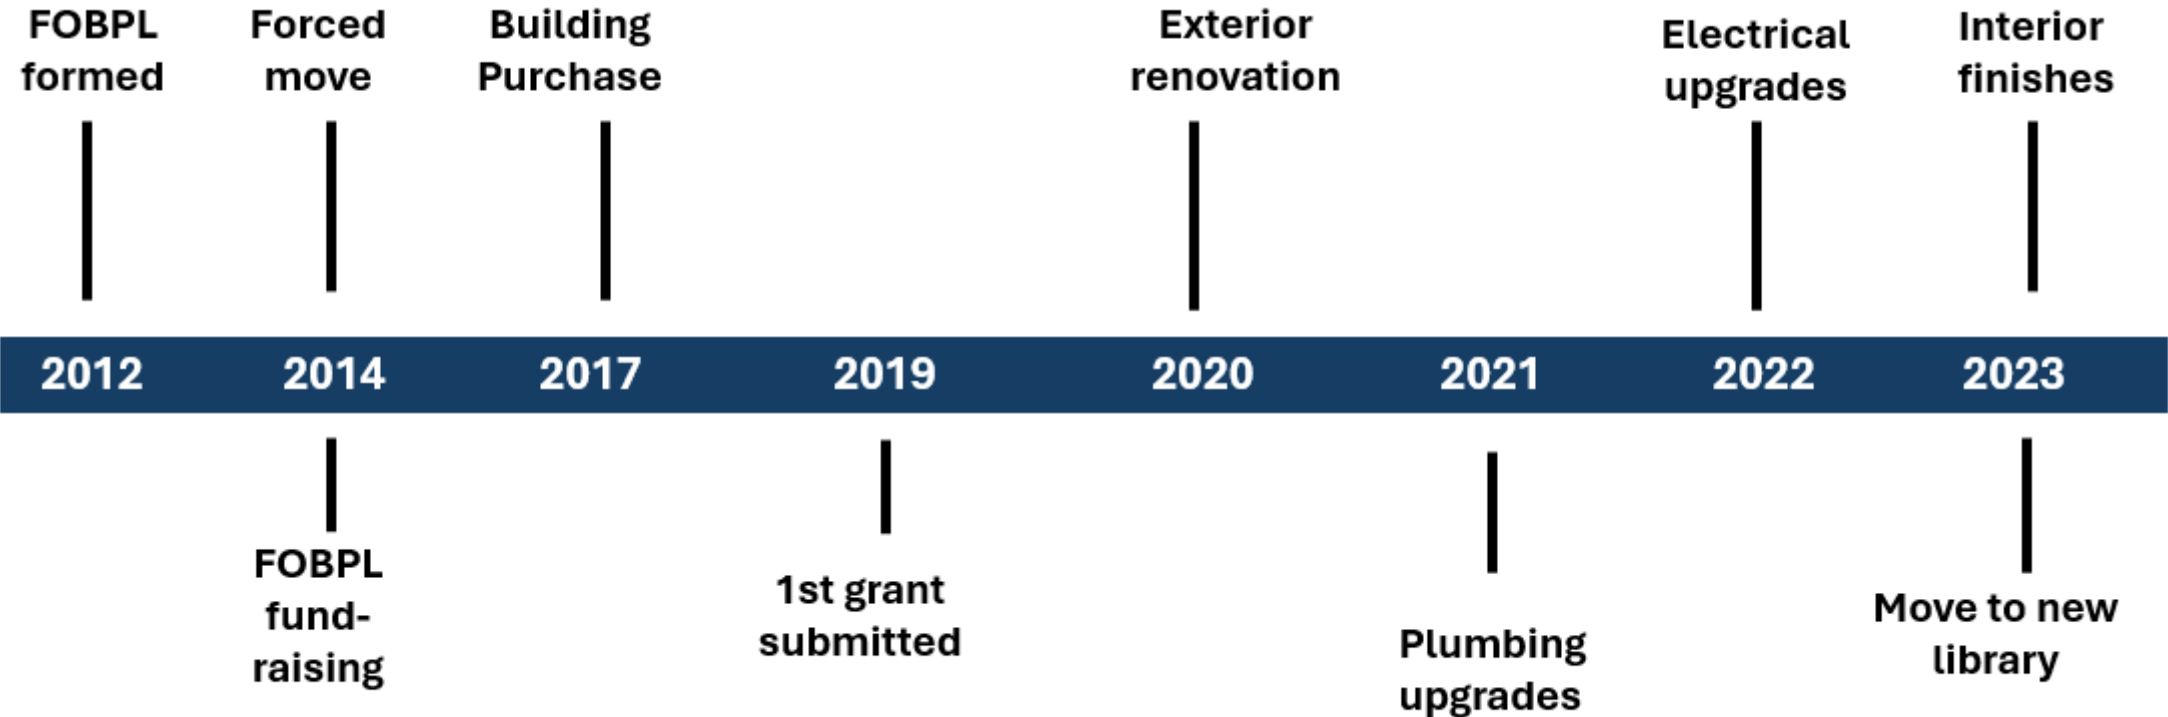 FOBPL
formed
Forced
move
Building
Purchase
Exterior
renovation
Electrical
upgrades
Interior
finishes
2012 2014 2017 2019 2020 2021 2022 2023
FOBPL
fund-
raising
1st grant
submitted
Plumbing
upgrades
Move to new
library